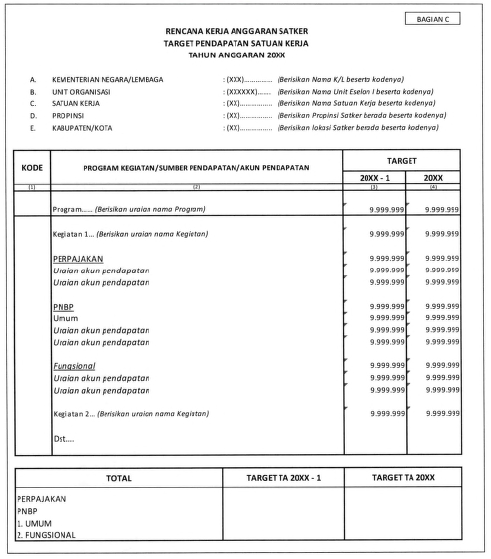 BAGIAN C
RENCANA KERJA ANGGARAN SATKER
TARGET PENDAPATAN SATUAN KERJA
TAHUN ANGGARAN 20XX
A. KEMENTERIAN NEGARA/LEMBAGA : (XXX)............... (Berisikan Nama K/L beserta kodenya)
B. UNIT ORGANISASI : (XXXXXX)....... (Berisikan Nama Unit Eselon I beserta kodenya)
C. SATUAN KERJA : (XX)................. (Berisikan Nama Satuan Kerja beserta kodenya)
D. PROPINSI : (XX)................. (Berisikan Propinsi Satker berada beserta kodenya)
E. KABUPATEN/KOTA : (XX)................. (Berisikan lokasi Satker berada beserta kodenya)
KODE PROGRAM KEGIATAN/SUMBER PENDAPATAN/AKUN PENDAPATAN TARGET
20XX - 1 20XX
(1) (2) (3) (4)
Program...... (Berisikan uraian nama Program) 9.999.999 9.999.999
Kegiatan 1... (Berisikan uraian nama Kegiatan) 9.999.999 9.999.999
PERPAJAKAN 9.999.999 9.999.999
Uraian akun pendapatan 9.999.999 9.999.999
Uraian akun pendapatan 9.999.999 9.999.999
PNBP 9.999.999 9.999.999
Umum 9.999.999 9.999.999
Uraian akun pendapatan 9.999.999 9.999.999
Uraian akun pendapatan 9.999.999 9.999.999
Fungsional 9.999.999 9.999.999
Uraian akun pendapatan 9.999.999 9.999.999
Uraian akun pendapatan 9.999.999 9.999.999
Kegiatan 2... (Berisikan uraian nama Kegiatan) 9.999.999 9.999.999
Dst....
TOTAL TARGET TA 20XX - 1 TARGET TA 20XX
PERPAJAKAN
PNBP
1. UMUM
2. FUNGSIONAL